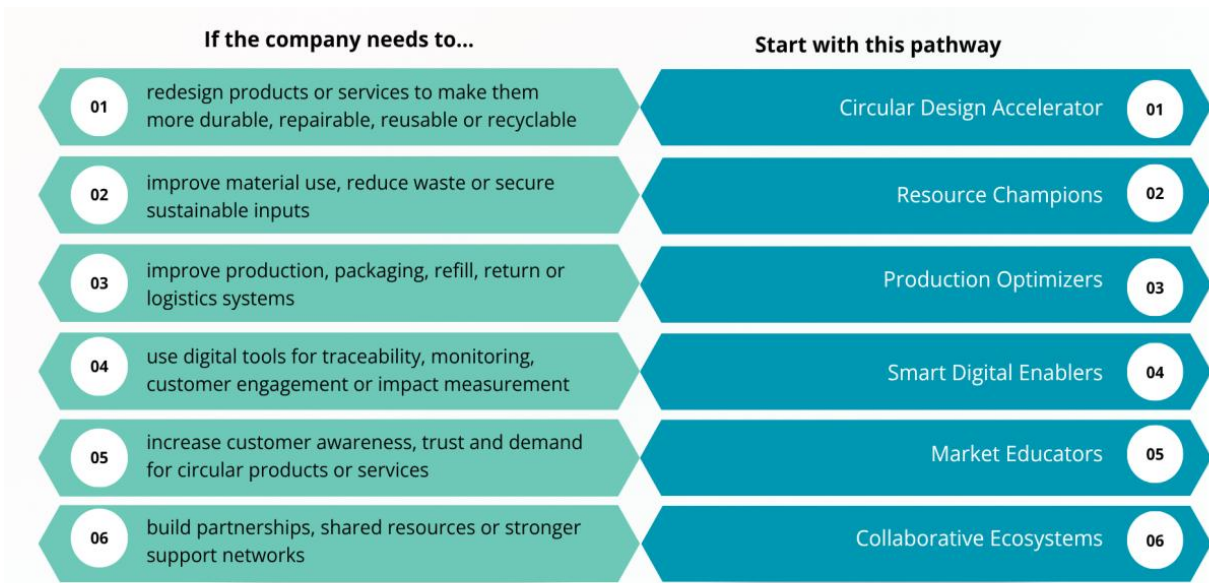 If the company needs to...
Start with this pathway
01
redesign products or services to make them
more durable, repairable, reusable or recyclable
Circular Design Accelerator
01
02
improve material use, reduce waste or secure
sustainable inputs
Resource Champions
02
03
improve production, packaging, refill, return or
logistics systems
Production Optimizers
03
04
use digital tools for traceability, monitoring,
customer engagement or impact measurement
Smart Digital Enablers
04
05
increase customer awareness, trust and demand
for circular products or services
Market Educators
05
06
build partnerships, shared resources or stronger
support networks
Collaborative Ecosystems
06